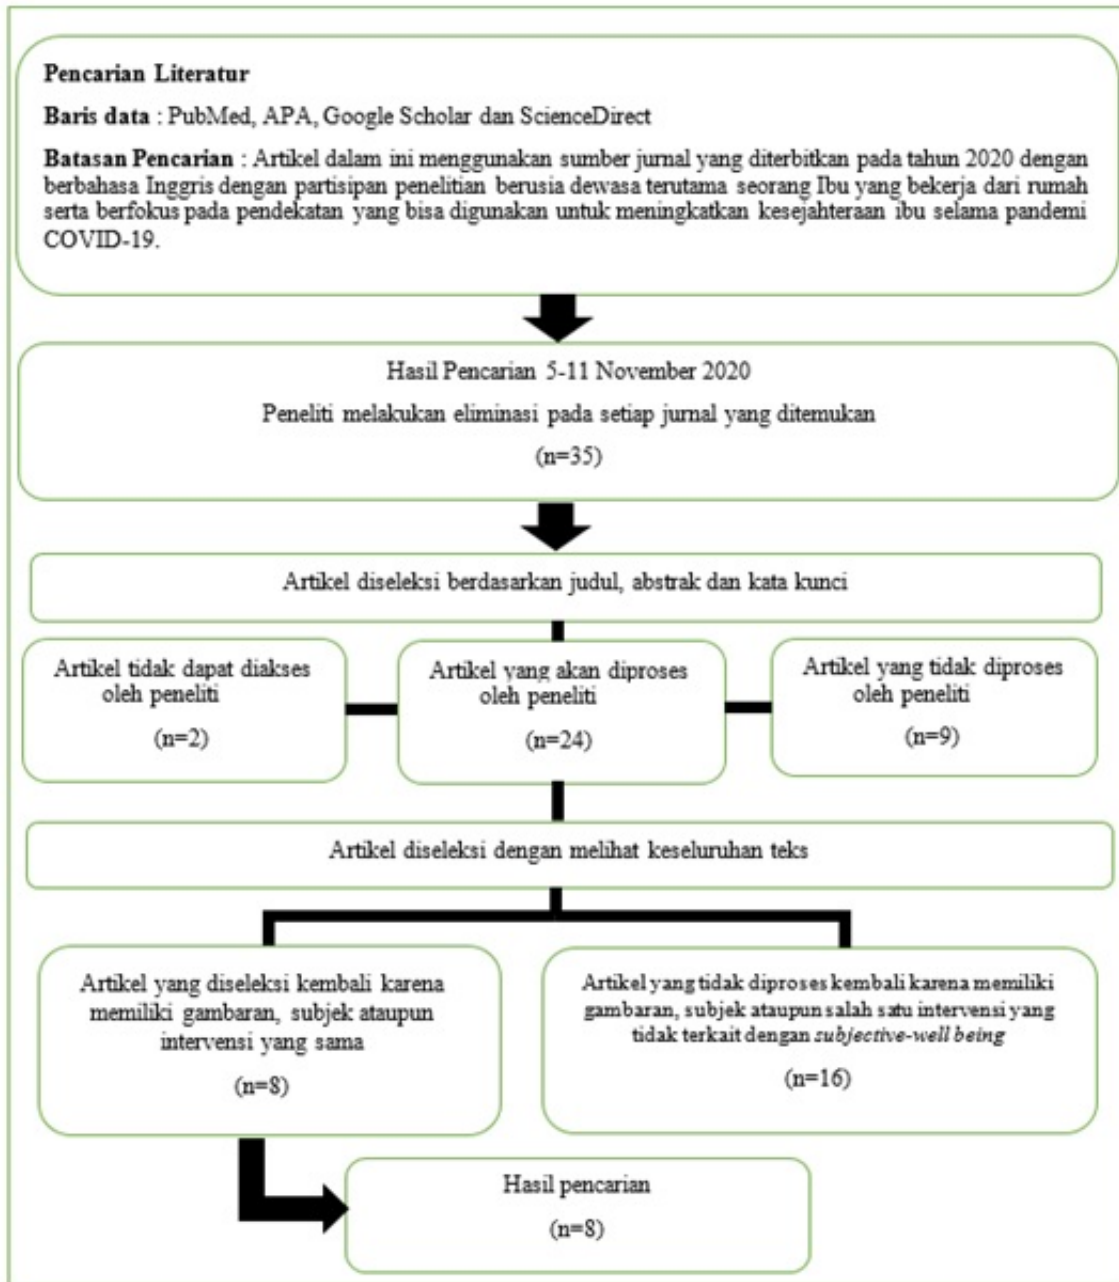 Pencarian Literatur
Baris data : PubMed, APA, Google Scholar dan ScienceDirect
Batasan Pencarian : Artikel dalam ini menggunakan sumber jurnal yang diterbitkan pada tahun 2020 dengan
berbahasa Inggris dengan partisipan penelitian berusia dewasa terutama seorang Ibu yang bekerja dari rumah
serta berfokus pada pendekatan yang bisa digunakan untuk meningkatkan kesejahteraan ibu selama pandemi
COVID-19.
Hasil Pencarian 5-11 November 2020
Peneliti melakukan eliminasi pada setiap jurnal yang ditemukan
(n=35)
Artikel diseleksi berdasarkan judul, abstrak dan kata kunci
Artikel tidak dapat diakses
oleh peneliti
(n=2)
Artikel yang akan diproses
oleh peneliti
(n=24)
Artikel yang tidak diproses
oleh peneliti
(n=9)
Artikel diseleksi dengan melihat keseluruhan teks
Artikel yang diseleksi kembali karena
memiliki gambaran, subjek ataupun
intervensi yang sama
(n=8)
Artikel yang tidak diproses kembali karena memiliki
gambaran, subjek ataupun salah satu intervensi yang
tidak terkait dengan subjective-well being
(n=16)
Hasil pencarian
(n=8)